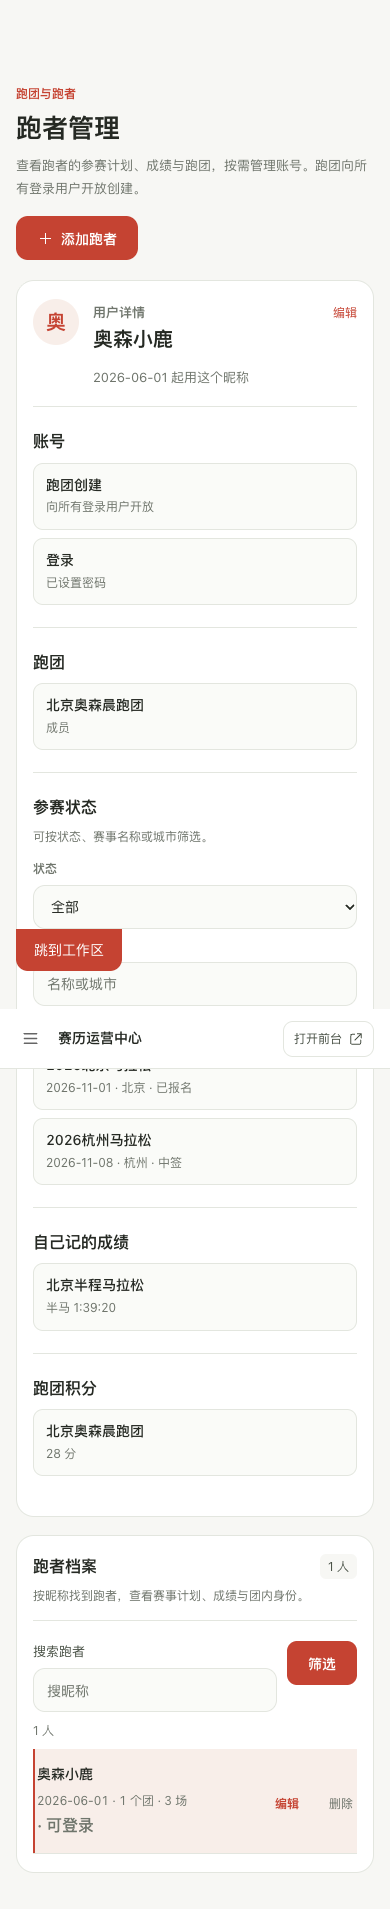 跑团与跑者
跑者管理
查看跑者的参赛计划、成绩与跑团，按需管理账号。跑团向所
有登录用户开放创建。
添加跑者
奥
用户详情
编辑
奥森小鹿
2026-06-01 起用这个昵称
账号
跑团创建
向所有登录用户开放
登录
已设置密码
跑团
北京奥森晨跑团
成员
参赛状态
可按状态、赛事名称或城市筛选。
状态
全部
跳到工作区
名称或城市
赛历运营中心
打开前台
2026-11-01 · 北京 · 已报名
2026杭州马拉松
2026-11-08 · 杭州 · 中签
自己记的成绩
北京半程马拉松
半马 1:39:20
跑团积分
北京奥森晨跑团
28 分
跑者档案
1 人
按昵称找到跑者，查看赛事计划、成绩与团内身份。
搜索跑者
搜昵称
筛选
1 人
奥森小鹿
2026-06-01 · 1 个团 · 3 场
· 可登录
编辑
删除